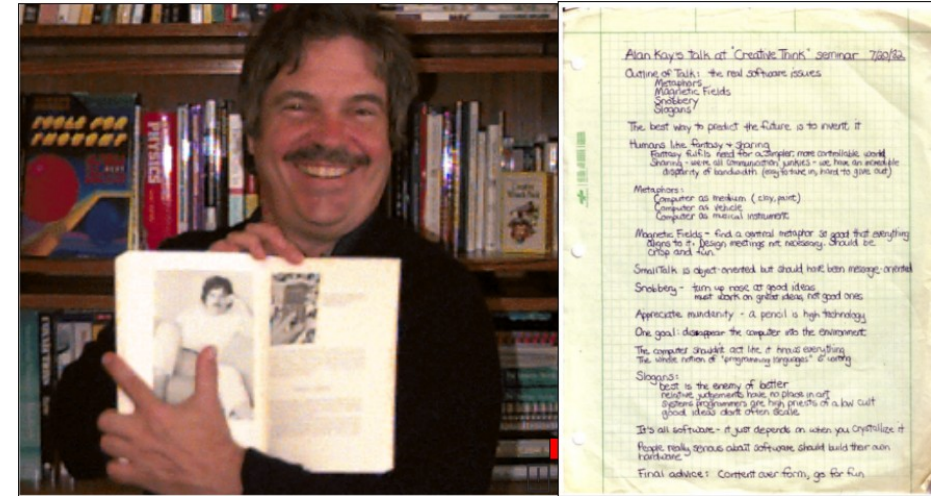 TOOLS FOR
THOUGHT
PHYSICS
Alan Kay's talk at "Creative Think" seminar 7/20/82
Outline of Talk: the real software issues
Metaphors
Magnetic Fields
Snobbery
Slogans
The best way to predict the future is to invent it
Humans like fantasy + sharing
Fantasy fulfils need for a simpler, more controllable world
Sharing - we're all communication junkies - we have an incredible
disparity of bandwidth (easy to tune in, hard to give out)
Metaphors:
Computer as medium (clay, paint)
Computer as vehicle
Computer as musical instrument
Magnetic Fields - find a central metaphor so good that everything
aligns to it. Design meetings not necessary. Should be
crisp and fun.
SmallTalk is object-oriented but should have been message-oriented
Snobbery - turn up nose at good ideas
must work on great ideas, not good ones
Appreciate mundanity - a pencil is high technology
One goal: disappear the computer into the environment
The computer shouldn't act like it knows everything
The whole notion of "programming languages" is wrong
Slogans:
best is the enemy of better
relative judgements have no place in art
systems programmers are high priests of a low cult
good ideas don't often scale
It's all software - it just depends on when you crystallize it
People really serious about software should build their own
hardware
Final advice: Content over form, go for fun